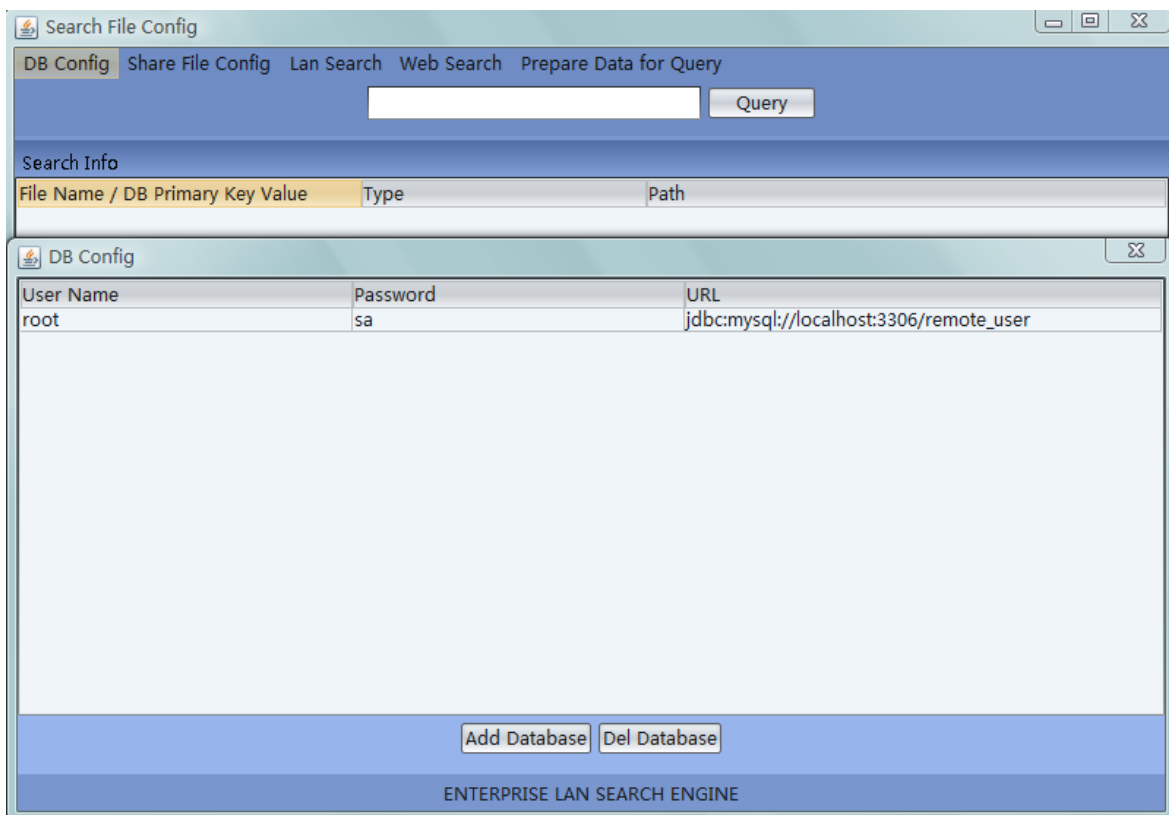 Search File Config
DB Config Share File Config Lan Search Web Search Prepare Data for Query
Query
Search Info
File Name / DB Primary Key Value Type Path
DB Config
User Name Password URL
root sa jdbc:mysql://localhost:3306/remote_user
Add Database Del Database
ENTERPRISE LAN SEARCH ENGINE